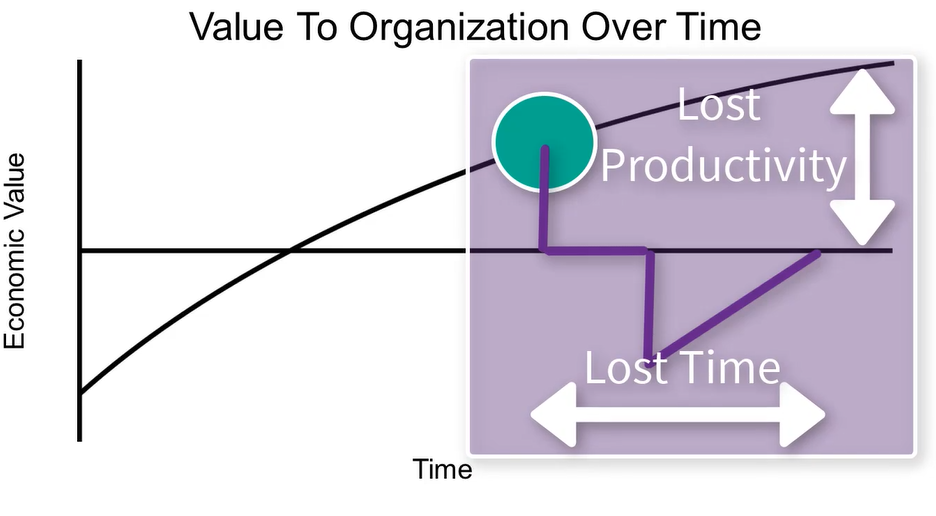 Value To Organization Over Time
Economic Value
Lost
Productivity
Lost Time
Time